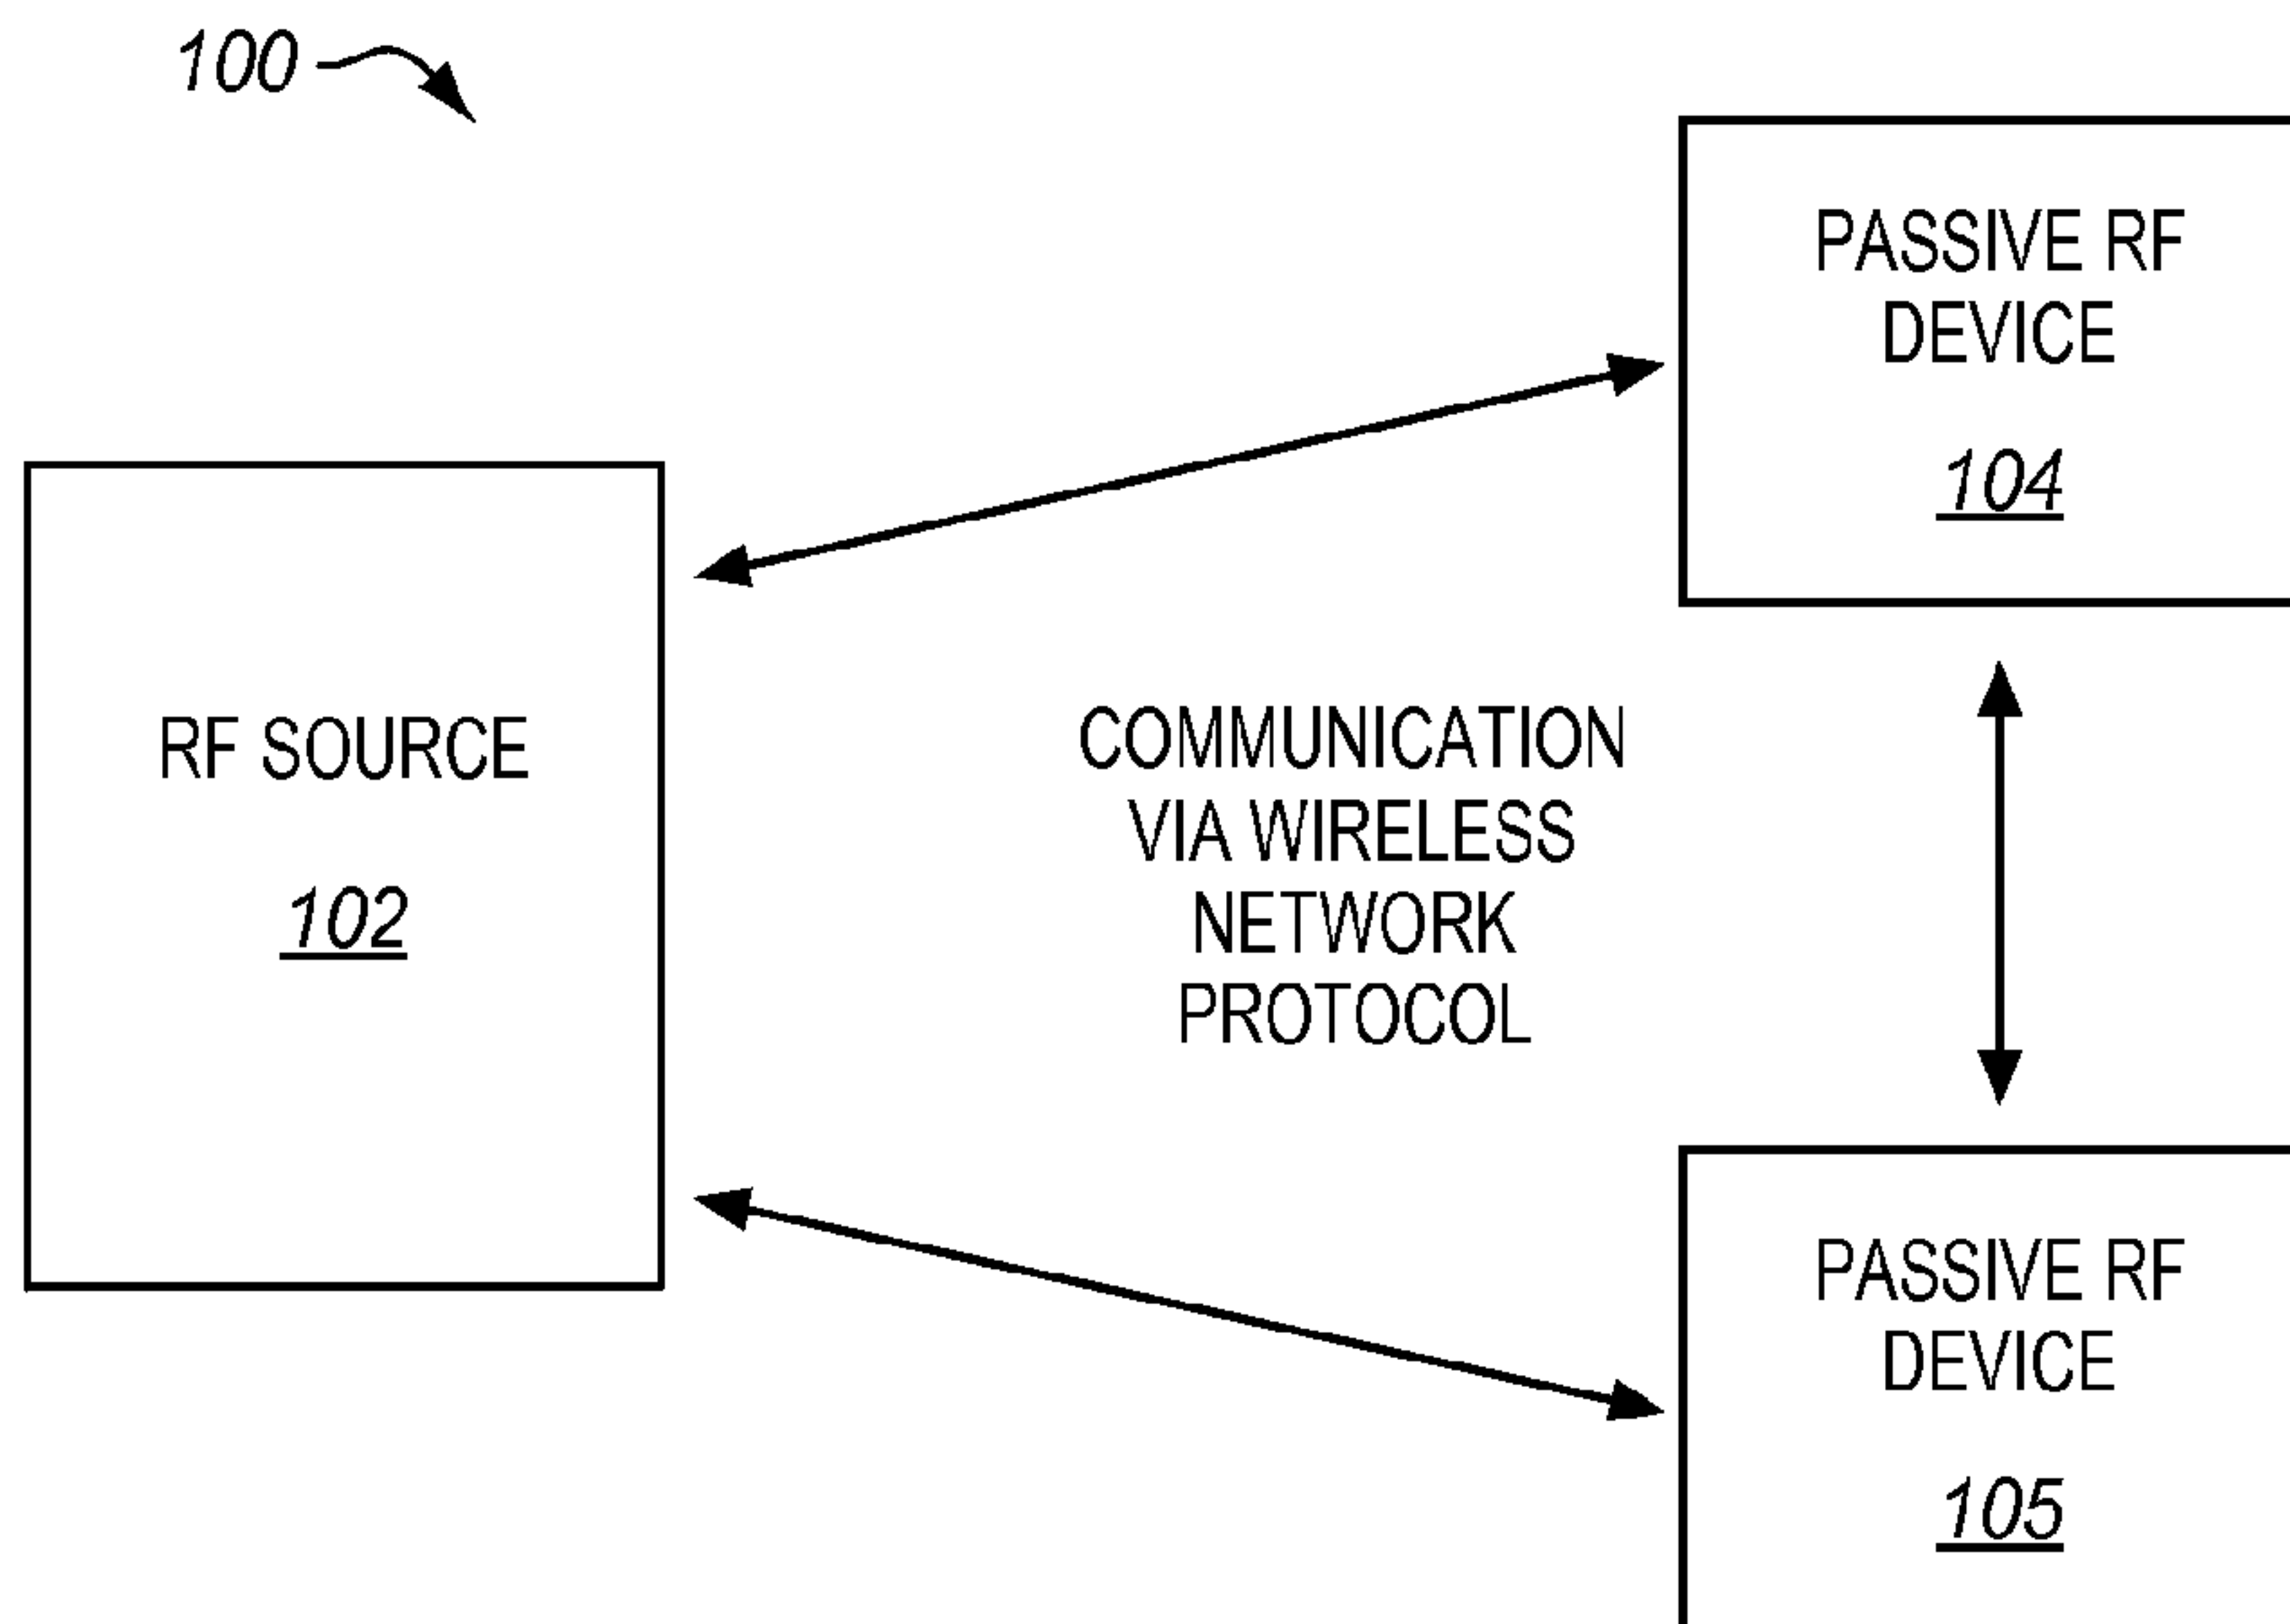 100
PASSIVE RF
DEVICE
104
RF SOURCE
102
COMMUNICATION
VIA WIRELESS
NETWORK
PROTOCOL
PASSIVE RF
DEVICE
105